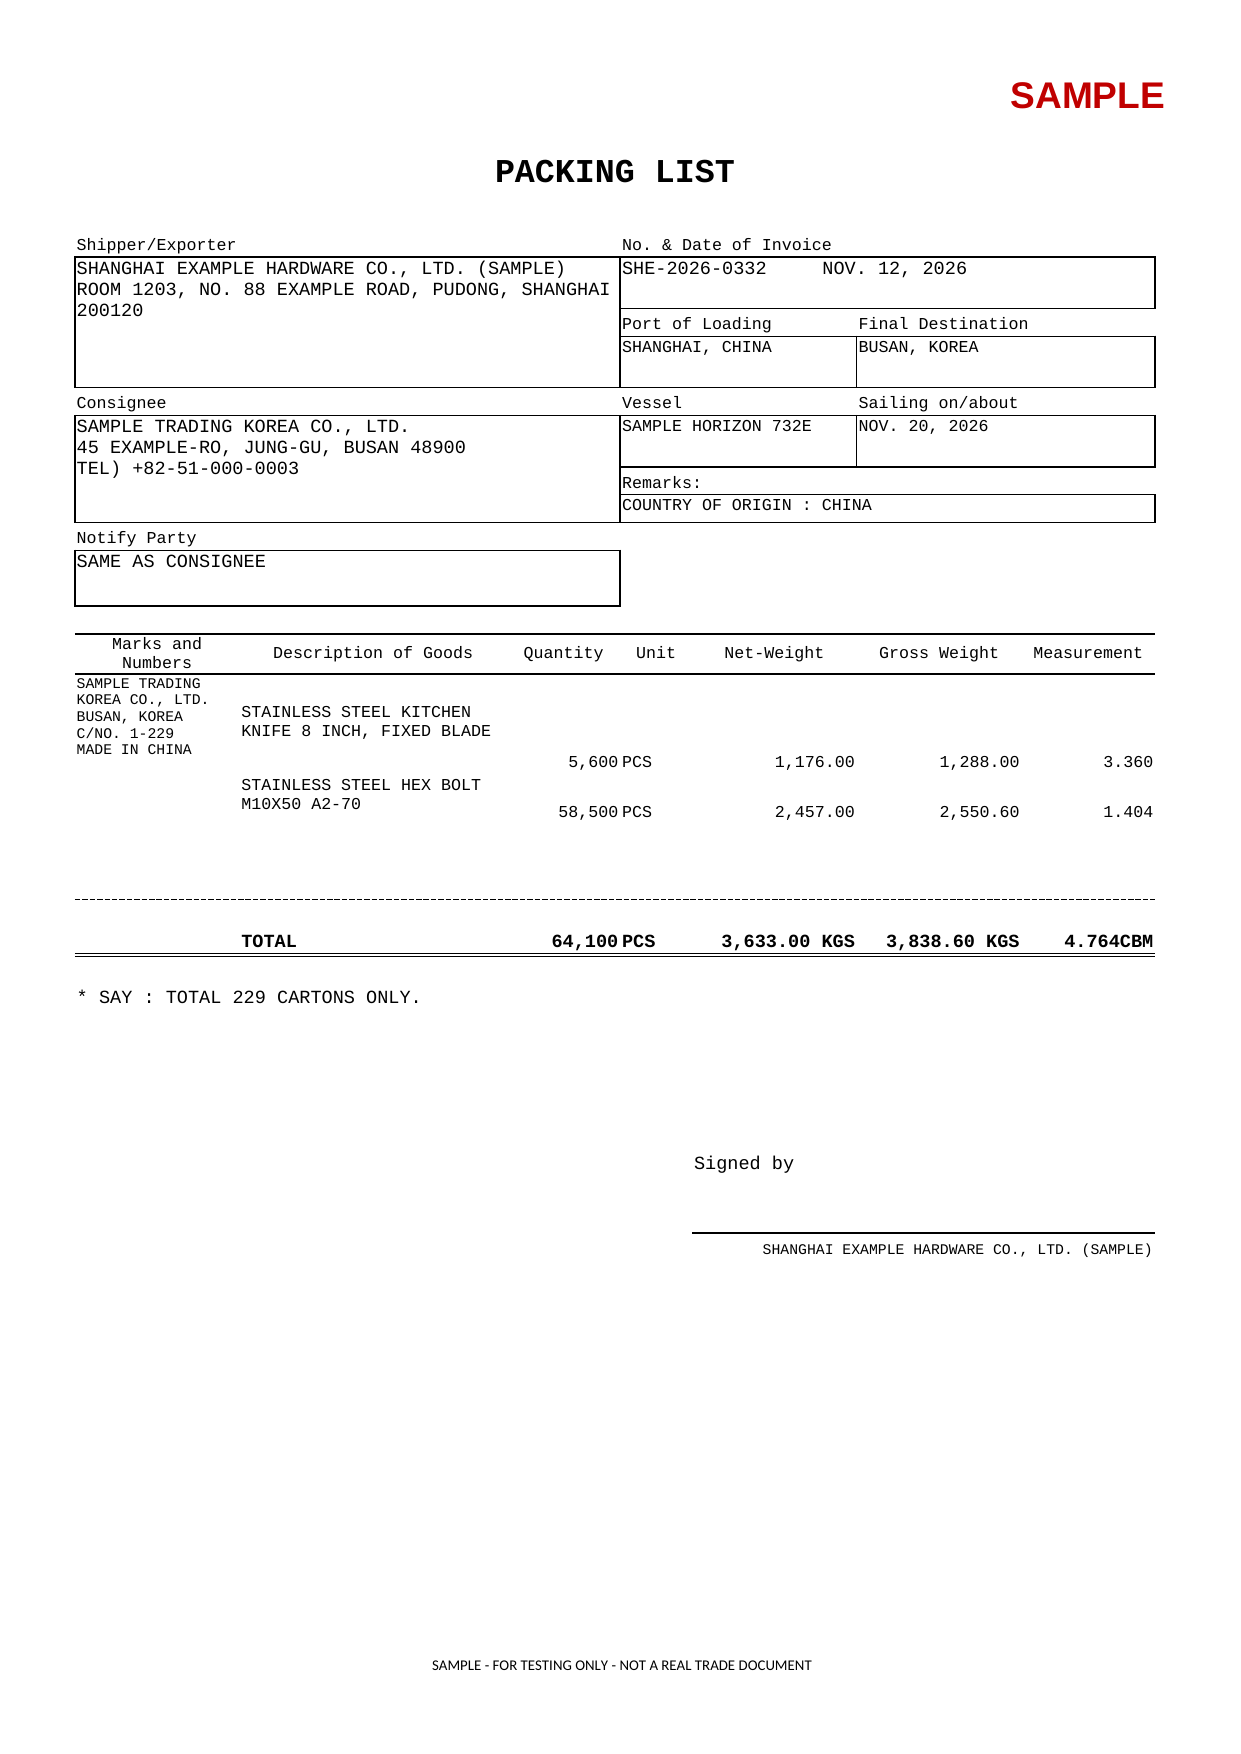 SAMPLE
PACKING LIST
Shipper/Exporter
SHANGHAI EXAMPLE HARDWARE CO., LTD. (SAMPLE)
ROOM 1203, NO. 88 EXAMPLE ROAD, PUDONG, SHANGHAI
200120
No. & Date of Invoice
SHE-2026-0332 NOV. 12, 2026
Port of Loading Final Destination
SHANGHAI, CHINA BUSAN, KOREA
Consignee
SAMPLE TRADING KOREA CO., LTD.
45 EXAMPLE-RO, JUNG-GU, BUSAN 48900
TEL) +82-51-000-0003
Vessel Sailing on/about
SAMPLE HORIZON 732E NOV. 20, 2026
Remarks:
COUNTRY OF ORIGIN : CHINA
Notify Party
SAME AS CONSIGNEE
Marks and
Numbers
Description of Goods Quantity Unit Net-Weight Gross Weight Measurement
SAMPLE TRADING
KOREA CO., LTD.
BUSAN, KOREA
C/NO. 1-229
MADE IN CHINA
STAINLESS STEEL KITCHEN
KNIFE 8 INCH, FIXED BLADE
5,600 PCS 1,176.00 1,288.00 3.360
STAINLESS STEEL HEX BOLT
M10X50 A2-70
58,500 PCS 2,457.00 2,550.60 1.404
TOTAL 64,100 PCS 3,633.00 KGS 3,838.60 KGS 4.764CBM
* SAY : TOTAL 229 CARTONS ONLY.
Signed by
SHANGHAI EXAMPLE HARDWARE CO., LTD. (SAMPLE)
SAMPLE - FOR TESTING ONLY - NOT A REAL TRADE DOCUMENT